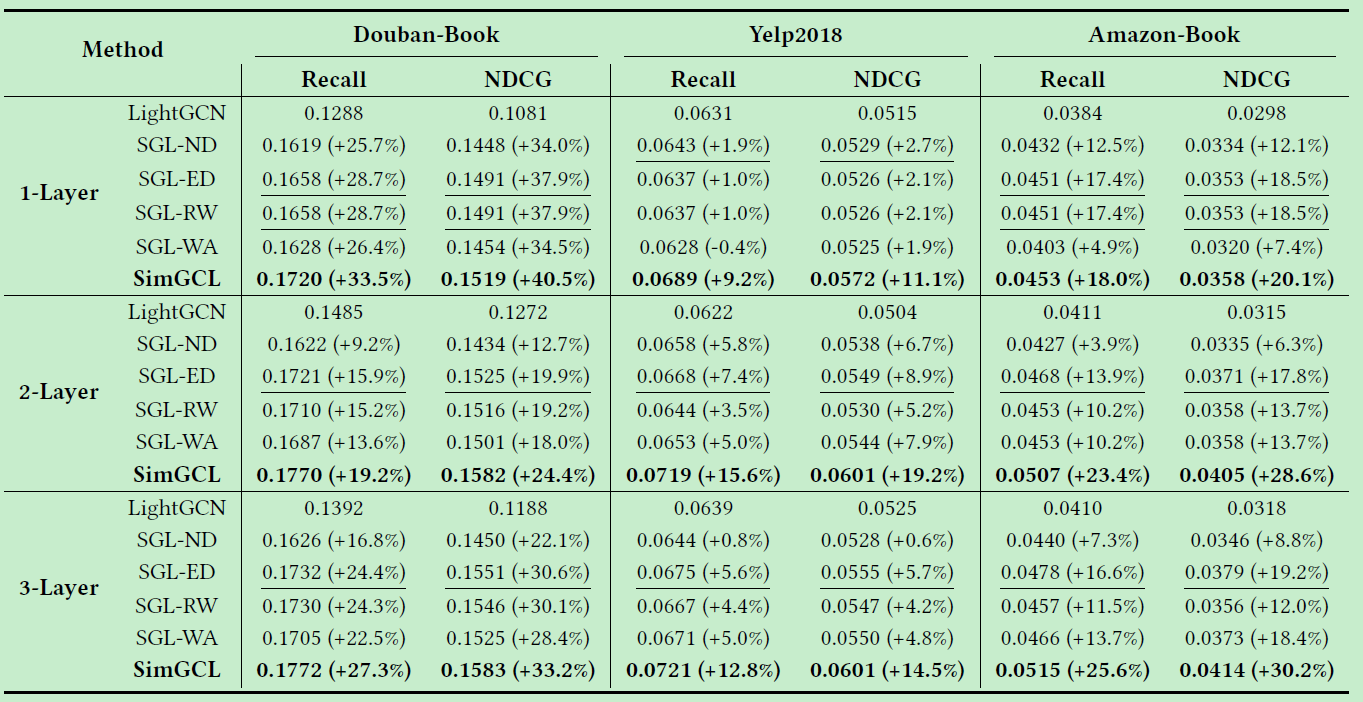 Method Douban-Book Yelp2018 Amazon-Book
Recall NDCG Recall NDCG Recall NDCG
LightGCN 0.1288 0.1081 0.0631 0.0515 0.0384 0.0298
SGL-ND 0.1619 (+25.7%) 0.1448 (+34.0%) 0.0643 (+1.9%) 0.0529 (+2.7%) 0.0432 (+12.5%) 0.0334 (+12.1%)
SGL-ED 0.1658 (+28.7%) 0.1491 (+37.9%) 0.0637 (+1.0%) 0.0526 (+2.1%) 0.0451 (+17.4%) 0.0353 (+18.5%)
1-Layer SGL-RW 0.1658 (+28.7%) 0.1491 (+37.9%) 0.0637 (+1.0%) 0.0526 (+2.1%) 0.0451 (+17.4%) 0.0353 (+18.5%)
SGL-WA 0.1628 (+26.4%) 0.1454 (+34.5%) 0.0628 (-0.4%) 0.0525 (+1.9%) 0.0403 (+4.9%) 0.0320 (+7.4%)
SimGCL 0.1720 (+33.5%) 0.1519 (+40.5%) 0.0689 (+9.2%) 0.0572 (+11.1%) 0.0453 (+18.0%) 0.0358 (+20.1%)
LightGCN 0.1485 0.1272 0.0622 0.0504 0.0411 0.0315
SGL-ND 0.1622 (+9.2%) 0.1434 (+12.7%) 0.0658 (+5.8%) 0.0538 (+6.7%) 0.0427 (+3.9%) 0.0335 (+6.3%)
SGL-ED 0.1721 (+15.9%) 0.1525 (+19.9%) 0.0668 (+7.4%) 0.0549 (+8.9%) 0.0468 (+13.9%) 0.0371 (+17.8%)
2-Layer SGL-RW 0.1710 (+15.2%) 0.1516 (+19.2%) 0.0644 (+3.5%) 0.0530 (+5.2%) 0.0453 (+10.2%) 0.0358 (+13.7%)
SGL-WA 0.1687 (+13.6%) 0.1501 (+18.0%) 0.0653 (+5.0%) 0.0544 (+7.9%) 0.0453 (+10.2%) 0.0358 (+13.7%)
SimGCL 0.1770 (+19.2%) 0.1582 (+24.4%) 0.0719 (+15.6%) 0.0601 (+19.2%) 0.0507 (+23.4%) 0.0405 (+28.6%)
LightGCN 0.1392 0.1188 0.0639 0.0525 0.0410 0.0318
SGL-ND 0.1626 (+16.8%) 0.1450 (+22.1%) 0.0644 (+0.8%) 0.0528 (+0.6%) 0.0440 (+7.3%) 0.0346 (+8.8%)
SGL-ED 0.1732 (+24.4%) 0.1551 (+30.6%) 0.0675 (+5.6%) 0.0555 (+5.7%) 0.0478 (+16.6%) 0.0379 (+19.2%)
3-Layer SGL-RW 0.1730 (+24.3%) 0.1546 (+30.1%) 0.0667 (+4.4%) 0.0547 (+4.2%) 0.0457 (+11.5%) 0.0356 (+12.0%)
SGL-WA 0.1705 (+22.5%) 0.1525 (+28.4%) 0.0671 (+5.0%) 0.0550 (+4.8%) 0.0466 (+13.7%) 0.0373 (+18.4%)
SimGCL 0.1772 (+27.3%) 0.1583 (+33.2%) 0.0721 (+12.8%) 0.0601 (+14.5%) 0.0515 (+25.6%) 0.0414 (+30.2%)